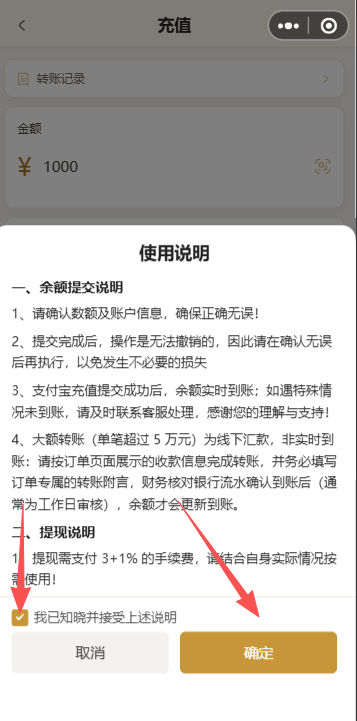 充值
转账记录
金额
¥ 1000
使用说明
一、余额提交说明
1、请确认数额及账户信息，确保正确无误！
2、提交完成后，操作是无法撤销的，因此请在确认无误
后再执行，以免发生不必要的损失
3、支付宝充值提交成功后，余额实时到账；如遇特殊情
况未到账，请及时联系客服处理，感谢您的理解与支持！
4、大额转账（单笔超过 5 万元）为线下汇款，非实时到
账：请按订单页面展示的收款信息完成转账，并务必填写
订单专属的转账附言，财务核对银行流水确认到账后（通
常为工作日审核），余额才会更新到账。
二、提现说明
1、提现需支付 3+1% 的手续费，请结合自身实际情况按
需使用！
我已知晓并接受上述说明
取消
确定